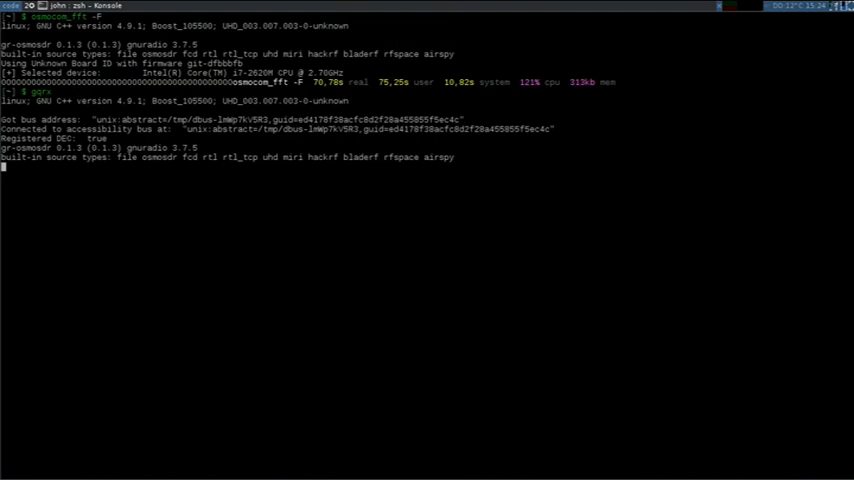 code 20 john : zsh – Konsole DD:12°C 15:24
[~] $ osmocom_fft -F
linux; GNU C++ version 4.9.1; Boost_105500; UHD_003.007.003-0-unknown
gr-osmosdr 0.1.3 (0.1.3) gnuradio 3.7.5
built-in source types: file osmosdr fcd rtl rtl_tcp uhd miri hackrf bladerf rfspace airspy
Using Unknown Board ID with firmware git-dfbbbfb
[+] Selected device: Intel(R) Core(TM) i7-2620M CPU @ 2.70GHz
OOOOOOOOOOOOOOOOOOOOOOOOOOOOOOOOOOOOOOOOOOOOOOOosmocom_fft -F 70,78s real 75,25s user 10,82s system 121% cpu 313kb mem
[~] $ gqrx
linux; GNU C++ version 4.9.1; Boost_105500; UHD_003.007.003-0-unknown
Got bus address: "unix:abstract=/tmp/dbus-lmWp7kV5R3,guid=ed4178f38acfc8d2f28a455855f5ec4c"
Connected to accessibility bus at: "unix:abstract=/tmp/dbus-lmWp7kV5R3,guid=ed4178f38acfc8d2f28a455855f5ec4c"
Registered DEC: true
gr-osmosdr 0.1.3 (0.1.3) gnuradio 3.7.5
built-in source types: file osmosdr fcd rtl rtl_tcp uhd miri hackrf bladerf rfspace airspy